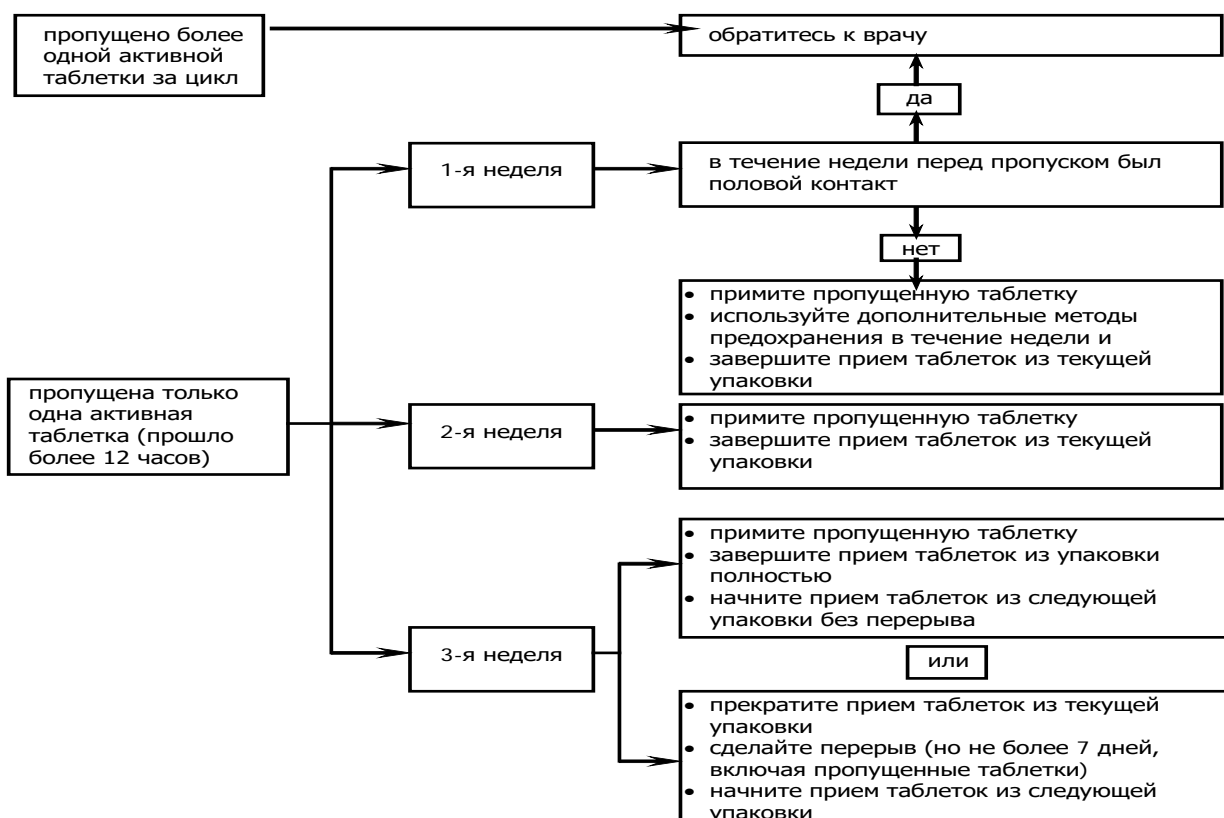 пропущено более
одной активной
таблетки за цикл
обратитесь к врачу
да
1-я неделя
в течение недели перед пропуском был
половой контакт
нет
• примите пропущенную таблетку
• используйте дополнительные методы
предохранения в течение недели и
• завершите прием таблеток из текущей
упаковки
пропущена только
одна активная
таблетка (прошло
более 12 часов)
2-я неделя
• примите пропущенную таблетку
• завершите прием таблеток из текущей
упаковки
3-я неделя
• примите пропущенную таблетку
• завершите прием таблеток из упаковки
полностью
• начните прием таблеток из следующей
упаковки без перерыва
или
• прекратите прием таблеток из текущей
упаковки
• сделайте перерыв (но не более 7 дней,
включая пропущенные таблетки)
• начните прием таблеток из следующей
упаковки